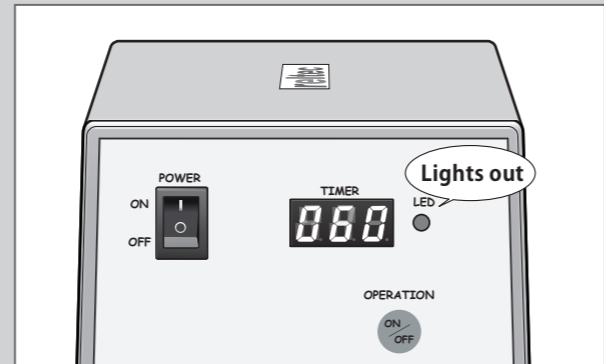 POWER
ON
OFF
TIMER
060
LED
Lights out
OPERATION
ON
OFF